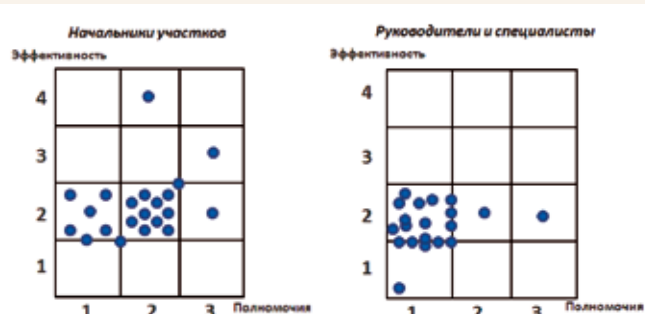 Начальники участков
Эффективность
4
3
2
1
1 2 3 Полномочия
Руководители и специалисты
Эффективность
4
3
2
1
1 2 3 Полномочия